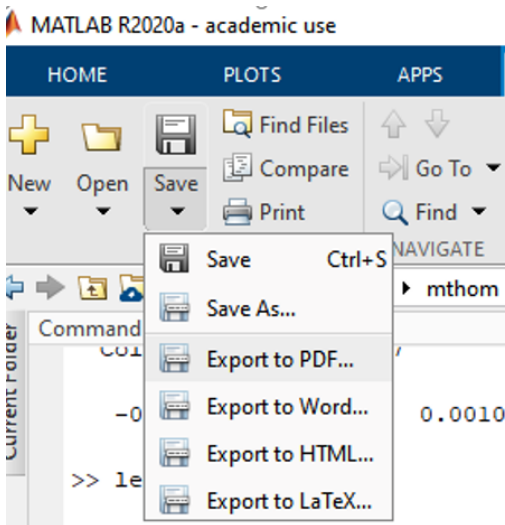 MATLAB R2020a - academic use
HOME PLOTS APPS
New Open Save
Find Files
Compare
Print
Go To
Find
NAVIGATE
Save Ctrl+S
Save As...
Export to PDF...
Export to Word...
Export to HTML...
Export to LaTeX...
mthom
Current Folder
Command
-0 0.0010
>> le